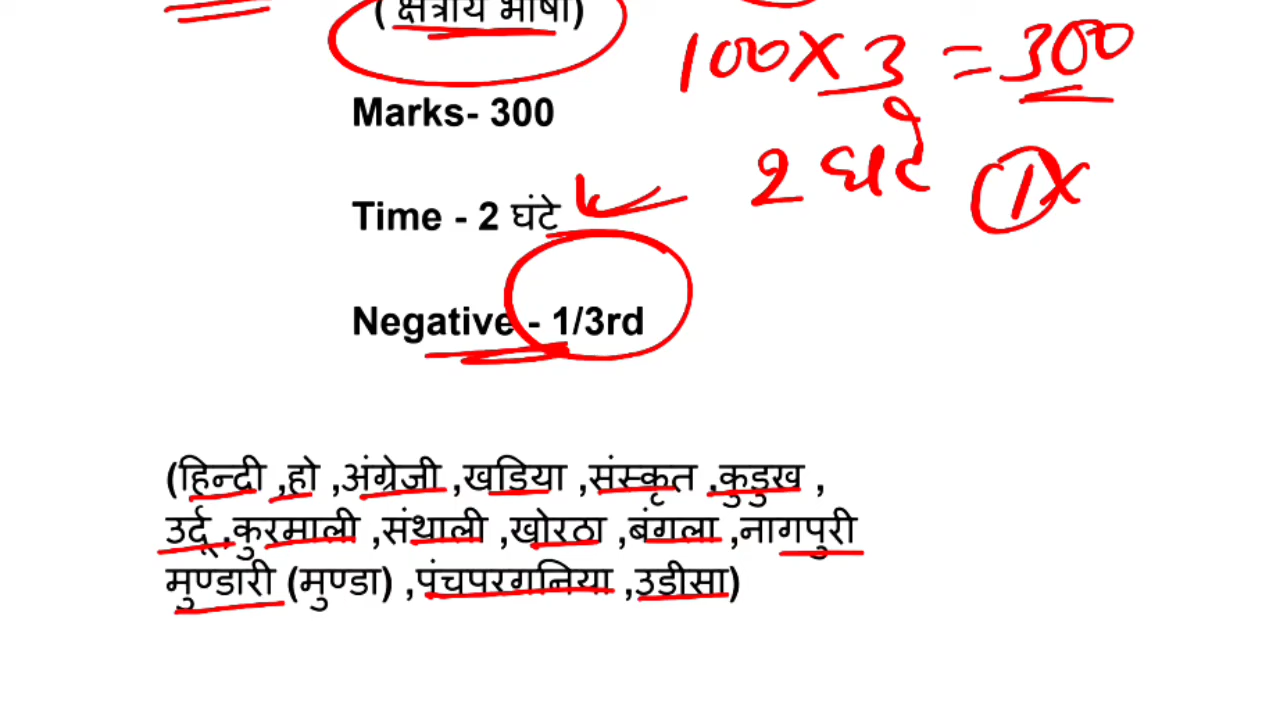 (क्षेत्रीय भाषा)
100 X 3 = 300
Marks- 300
2 घंटे 1X
Time - 2 घंटे
Negative - 1/3rd
(हिन्दी ,हो ,अंग्रेजी ,खडिया ,संस्कृत ,कुडुख ,
उर्दू ,कुरमाली ,संथाली ,खोरठा ,बंगला ,नागपुरी
मुण्डारी (मुण्डा) ,पंचपरगनिया ,उडीसा)